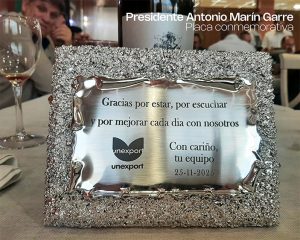 Presidente Antonio Marín Garre
Placa conmemorativa
Gracias por estar, por escuchar
y por mejorar cada día con nosotros
unexport
unexport
Con cariño,
tu equipo
25-11-2025